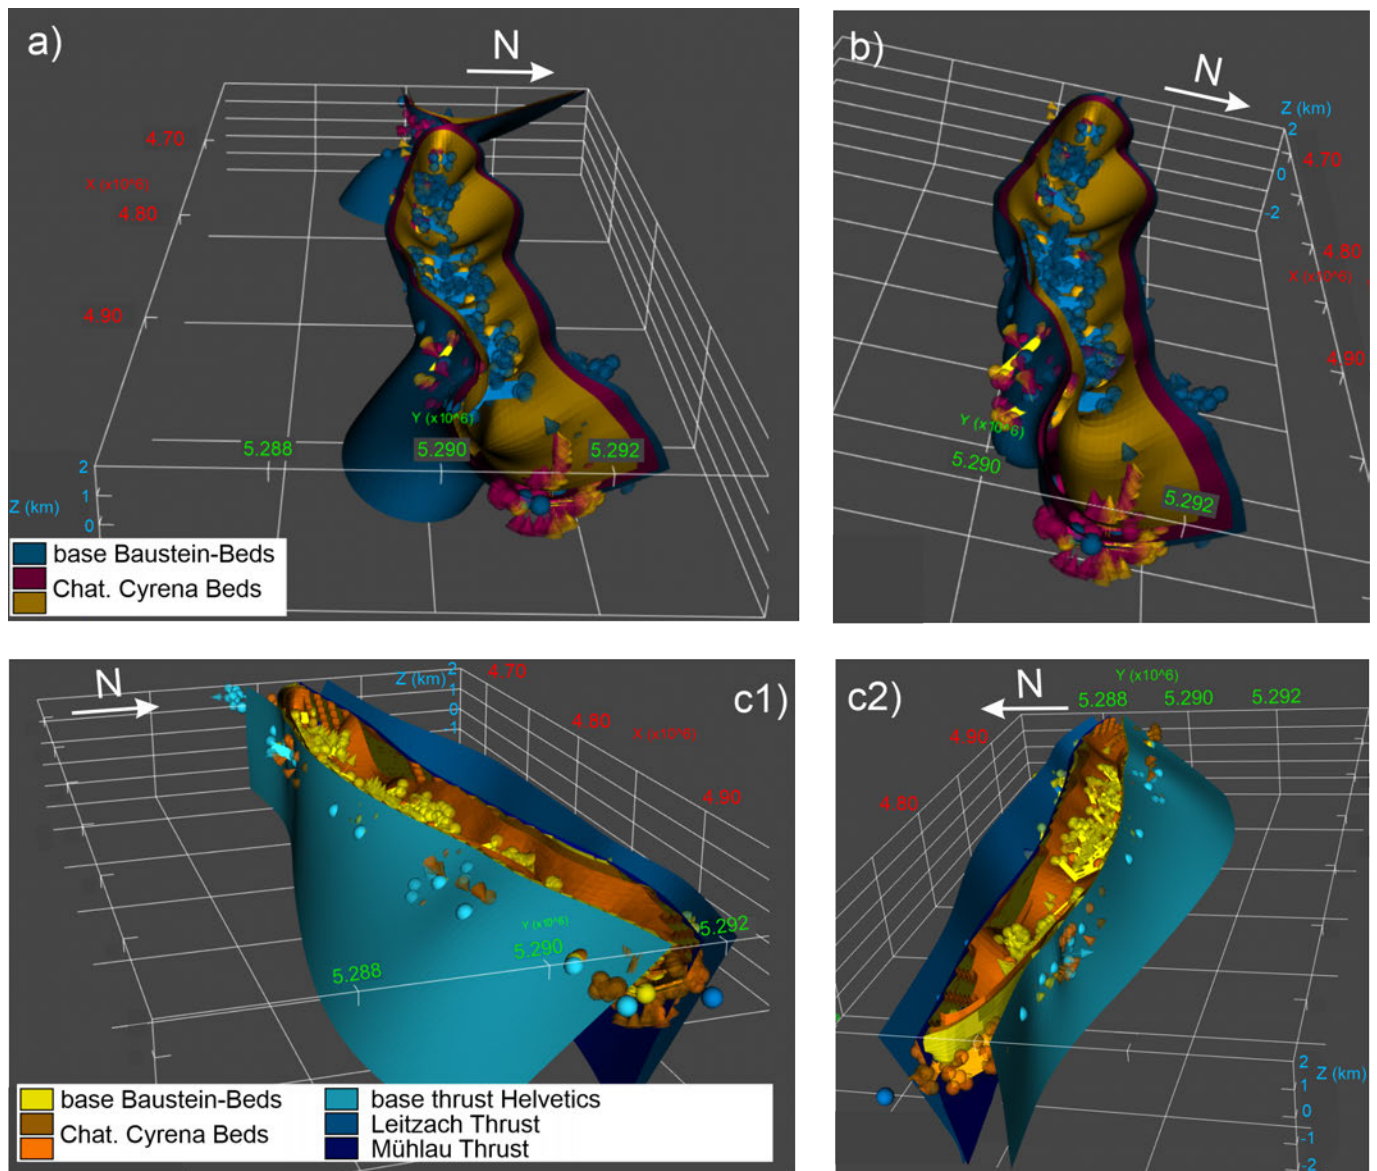 a)
N
4.70
X (x10^6)
4.80
4.90
Y (x10^6)
5.288
5.290
5.292
2
1
0
Z (km)
base Baustein-Beds
Chat. Cyrena Beds
b)
N
Z (km)
2
0
-2
4.70
4.80
X (x10^6)
4.90
Y (x10^6)
5.290
5.292
N
c1)
Z (km)
2
1
0
1
4.70
4.80
X (x10^6)
4.90
Y (x10^6)
5.288
5.290
5.292
base Baustein-Beds
Chat. Cyrena Beds
base thrust Helvetics
Leitzach Thrust
Mühlau Thrust
c2)
N
Y (x10^6)
5.288
5.290
5.292
4.90
4.80
2
1
0
-1
-2
Z (km)